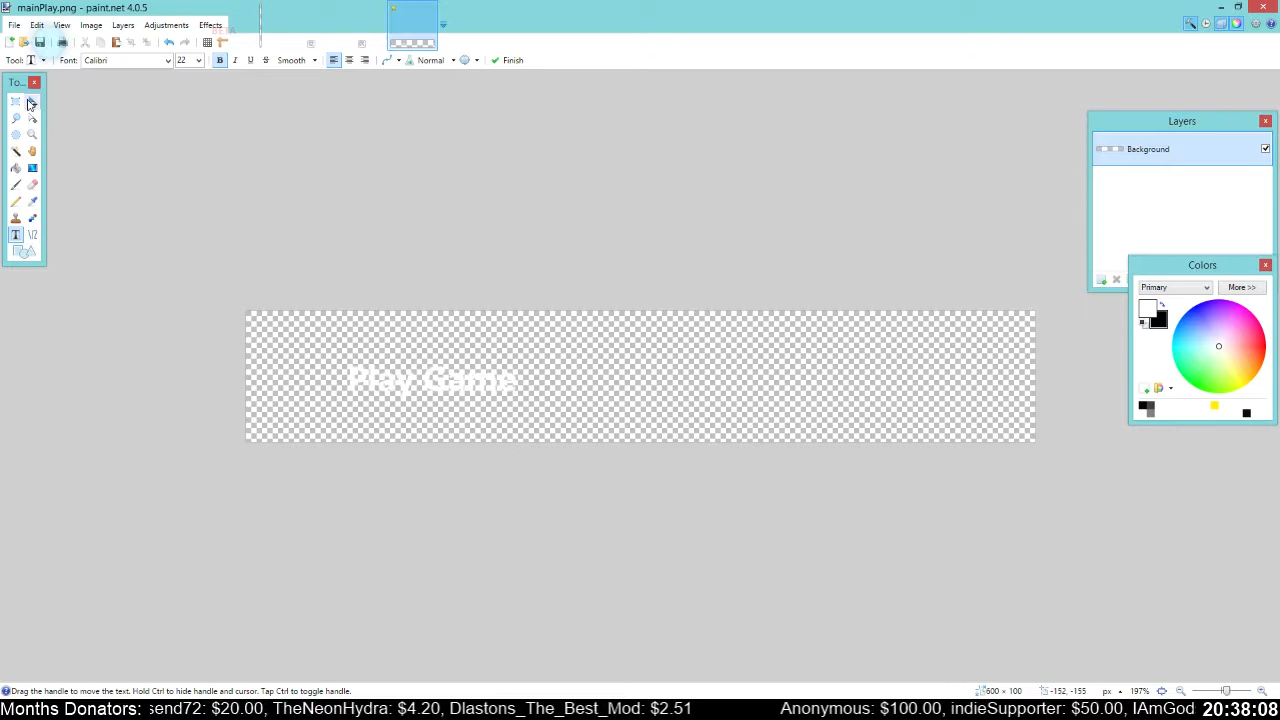 mainPlay.png - paint.net 4.0.5
File Edit View Image Layers Adjustments Effects
BETA
Tool: T Font: Calibri 22 B I U S Smooth Normal Finish
To...
Layers
Background
Colors
Primary More >>
Play Game
Drag the handle to move the text. Hold Ctrl to hide handle and cursor. Tap Ctrl to toggle handle. 600 × 100 -152, -155 px 197%
Months Donators: send72: $20.00, TheNeonHydra: $4.20, Dlastons_The_Best_Mod: $2.51 Anonymous: $100.00, indieSupporter: $50.00, IAmGod 20:38:08